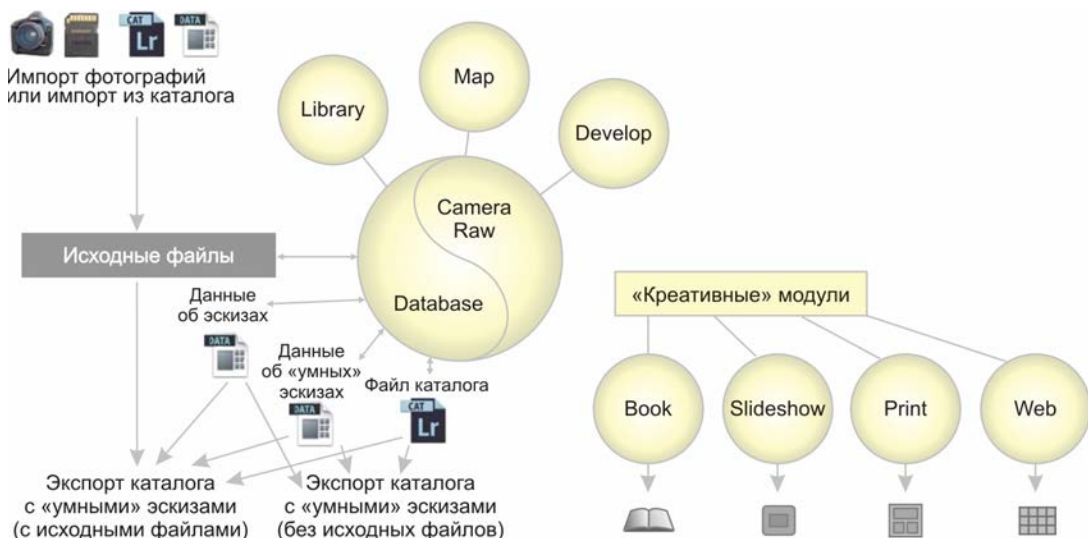 CAT
DATA
Lr
Импорт фотографий
или импорт из каталога
Library
Map
Develop
Camera
Raw
Database
Исходные файлы
Данные
об эскизах
DATA
Данные
об «умных»
эскизах
DATA
Файл каталога
CAT
Lr
Экспорт каталога
с «умными» эскизами
(с исходными файлами)
Экспорт каталога
с «умными» эскизами
(без исходных файлов)
«Креативные» модули
Book
Slideshow
Print
Web